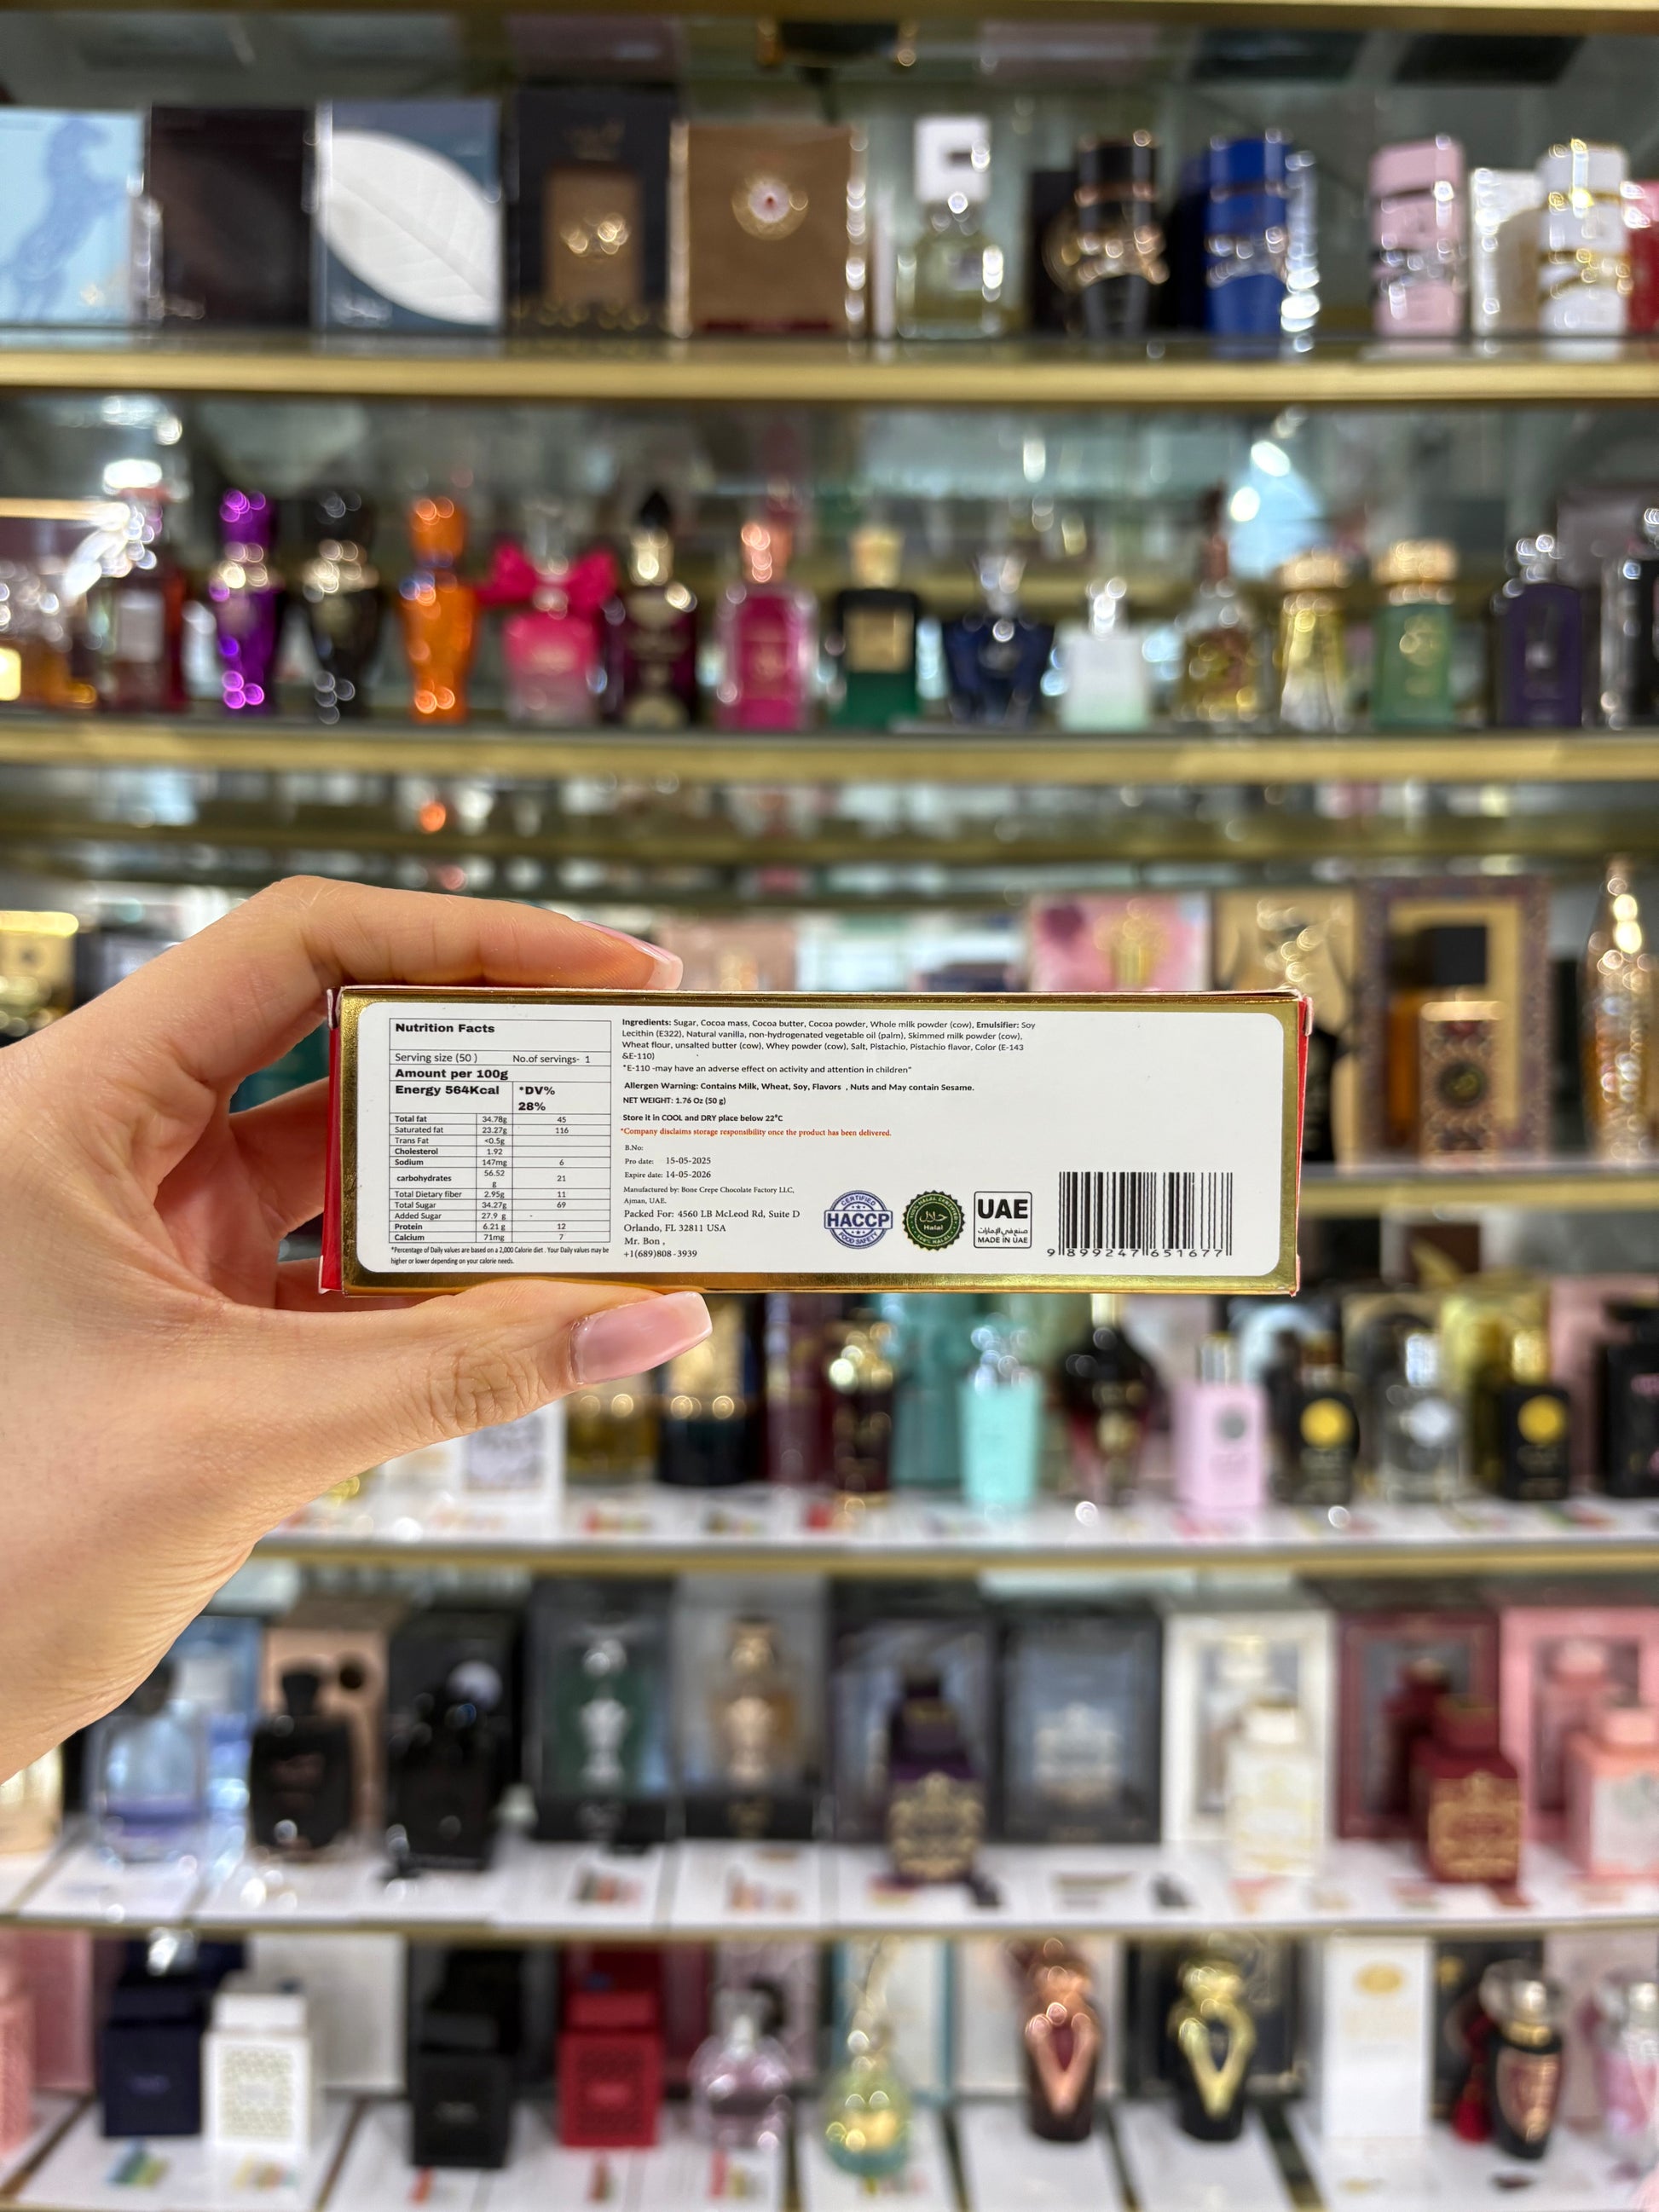 Nutrition Facts
Serving size (50 ) No.of servings- 1
Amount per 100g
Energy 564Kcal *DV%
28%
Total fat 34.78g 45
Saturated fat 23.27g 116
Trans Fat <0.5g
Cholesterol 1.92
Sodium 147mg 6
carbohydrates 56.52 g 21
Total Dietary fiber 2.95g 11
Total Sugar 34.27g 69
Added Sugar 27.9 g -
Protein 6.21 g 12
Calcium 71mg 7
*Percentage of Daily values are based on a 2,000 Calorie diet . Your Daily values may be
higher or lower depending on your calorie needs.
Ingredients: Sugar, Cocoa mass, Cocoa butter, Cocoa powder, Whole milk powder (cow), Emulsifier: Soy
Lecithin (E322), Natural vanilla, non-hydrogenated vegetable oil (palm), Skimmed milk powder (cow),
Wheat flour, unsalted butter (cow), Whey powder (cow), Salt, Pistachio, Pistachio flavor, Color (E-143
&E-110)
"E-110 -may have an adverse effect on activity and attention in children"
Allergen Warning: Contains Milk, Wheat, Soy, Flavors , Nuts and May contain Sesame.
NET WEIGHT: 1.76 Oz (50 g)
Store it in COOL and DRY place below 22°C
*Company disclaims storage responsibility once the product has been delivered.
B.No:
Pro date: 15-05-2025
Expire date: 14-05-2026
Manufactured by: Bone Crepe Chocolate Factory LLC,
Ajman, UAE.
Packed For: 4560 LB McLeod Rd, Suite D
Orlando, FL 32811 USA
Mr. Bon ,
+1(689)808-3939
CERTIFIED
HACCP
FOOD SAFETY
حلال
Halal
UAE
صنع في الإمارات
MADE IN UAE
9 899247 651677